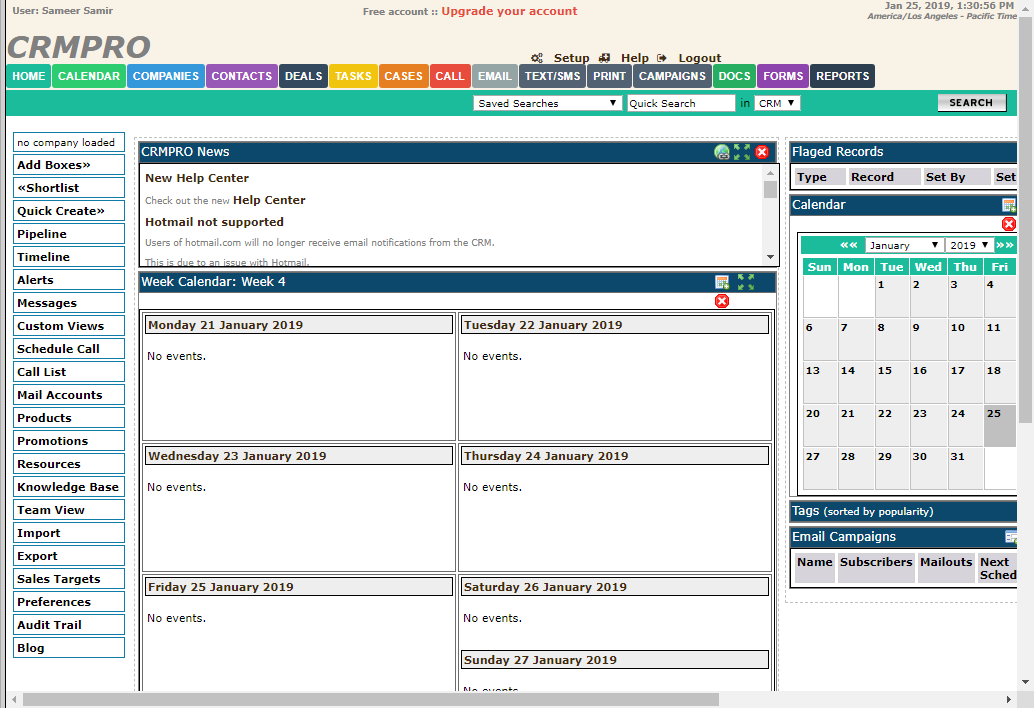 User: Sameer Samir
Free account :: Upgrade your account
Jan 25, 2019, 1:30:56 PM
America/Los Angeles - Pacific Time
CRMPRO
Setup Help Logout
HOME CALENDAR COMPANIES CONTACTS DEALS TASKS CASES CALL EMAIL TEXT/SMS PRINT CAMPAIGNS DOCS FORMS REPORTS
Saved Searches Quick Search in CRM SEARCH
no company loaded
Add Boxes»
«Shortlist
Quick Create»
Pipeline
Timeline
Alerts
Messages
Custom Views
Schedule Call
Call List
Mail Accounts
Products
Promotions
Resources
Knowledge Base
Team View
Import
Export
Sales Targets
Preferences
Audit Trail
Blog
CRMPRO News
New Help Center
Check out the new Help Center
Hotmail not supported
Users of hotmail.com will no longer receive email notifications from the CRM.
This is due to an issue with Hotmail.
Week Calendar: Week 4
Monday 21 January 2019
No events.
Tuesday 22 January 2019
No events.
Wednesday 23 January 2019
No events.
Thursday 24 January 2019
No events.
Friday 25 January 2019
No events.
Saturday 26 January 2019
No events.
Sunday 27 January 2019
No events.
Flaged Records
Type Record Set By Set
Calendar
«« January 2019 »»
Sun Mon Tue Wed Thu Fri
1 2 3 4
6 7 8 9 10 11
13 14 15 16 17 18
20 21 22 23 24 25
27 28 29 30 31
Tags (sorted by popularity)
Email Campaigns
Name Subscribers Mailouts Next
Sched